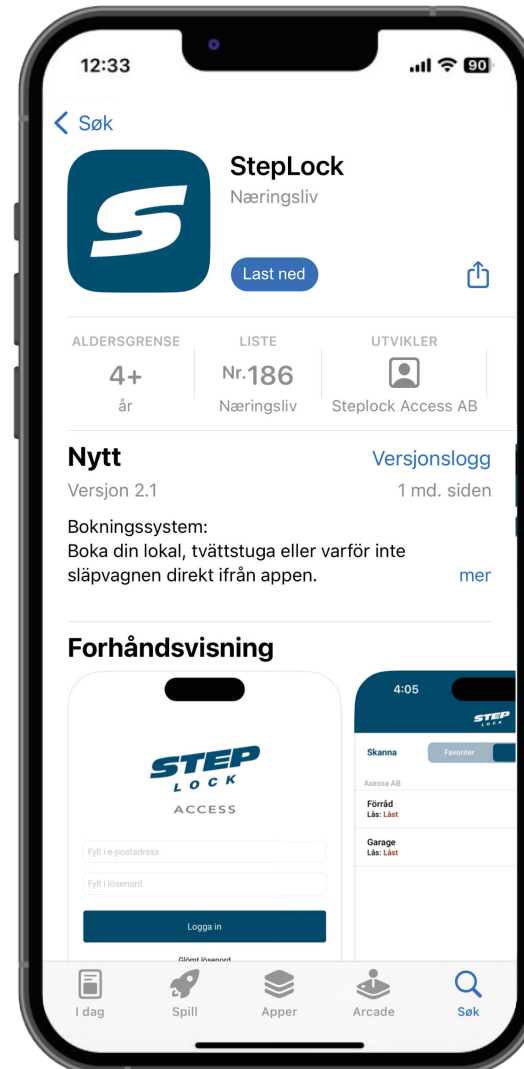 12:33
90
Søk
StepLock
Næringsliv
Last ned
ALDERSGRENSE
LISTE
UTVIKLER
4+
Nr.186
år
Næringsliv
Steplock Access AB
Nytt
Versjonslogg
Versjon 2.1
1 md. siden
Bokningssystem:
Boka din lokal, tvättstuga eller varför inte
släpvagnen direkt ifrån appen.
mer
Forhåndsvisning
STEP
LOCK
ACCESS
Fyll i e-postadress
Fyll i lösenord
Logga in
Glömt lösenord
4:05
STEP
LOCK
Skanna
Favoriter
Axessa AB
Förråd
Lås: Låst
Garage
Lås: Låst
I dag
Spill
Apper
Arcade
Søk